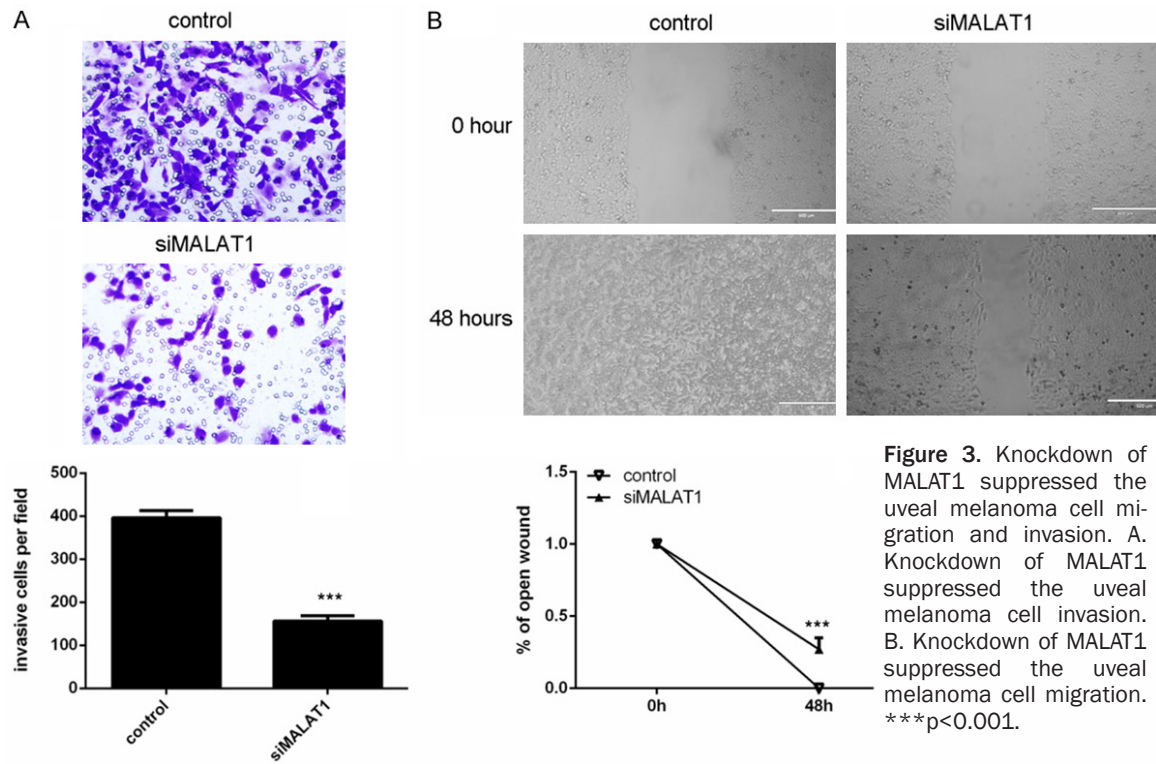 A
control
siMALAT1
500
400
300
200
100
0
invasive cells per field
***
control
siMALAT1
B
control
siMALAT1
0 hour
48 hours
1.5
1.0
0.5
0.0
% of open wound
control
siMALAT1
***
0h
48h
Figure 3. Knockdown of
MALAT1 suppressed the
uveal melanoma cell mi-
gration and invasion. A.
Knockdown of MALAT1
suppressed the uveal
melanoma cell invasion.
B. Knockdown of MALAT1
suppressed the uveal
melanoma cell migration.
***p<0.001.